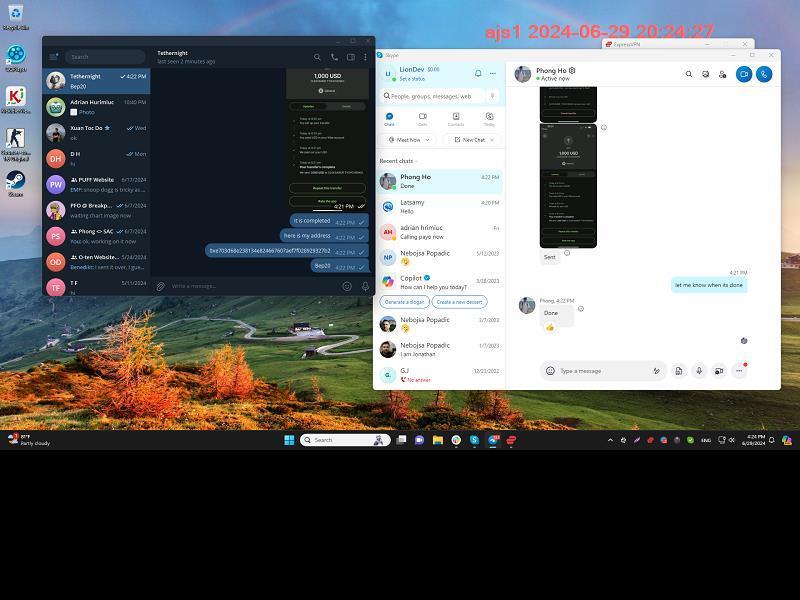 ajs1 2024-06-29 20:24:27
ExpressVPN
Recycle Bin
Steam
Search
Tethernight
4:22 PM
Bep20
Adrian Hurimiuc
10:40 PM
Photo
Xuan Toc Do
Wed
ok
D H
Mon
hi
PUFF Website
6/17/2024
EMP: snoop dogg is tricky as ...
PFO @ Breakp...
6/7/2024
waiting chart image now
Phong <> SAC
6/7/2024
You: ok, working on it now
O-ten Website...
5/24/2024
Benedikt: I sent it over, I gue...
T F
5/11/2024
hi
Tethernight
last seen 2 minutes ago
1,000 USD
Repeat this transfer
4:21 PM
it is completed
4:22 PM
here is my address
4:22 PM
4:22 PM
Bep20
4:22 PM
Write a message...
Skype
LionDev
$0.00
Set a status
People, groups, messages, web
Chats
Calls
Contacts
Today
Meet Now
New Chat
Recent chats
Phong Ho
4:22 PM
Done
Latsamy
4:20 PM
Hello
adrian hrimiuc
Fri
Calling payo now
Nebojsa Popadic
5/12/2023
Copilot
3/28/2023
How can I help you today?
Generate a slogan
Create a new dessert
Nebojsa Popadic
2/7/2023
Nebojsa Popadic
1/7/2023
I am Jonathan
GJ
12/23/2022
No answer
Phong Ho
Active now
1,000 USD
Sent
4:21 PM
let me know when its done
Phong, 4:22 PM
Done
Type a message
81°F
Partly cloudy
Search
ENG
4:24 PM
6/29/2024